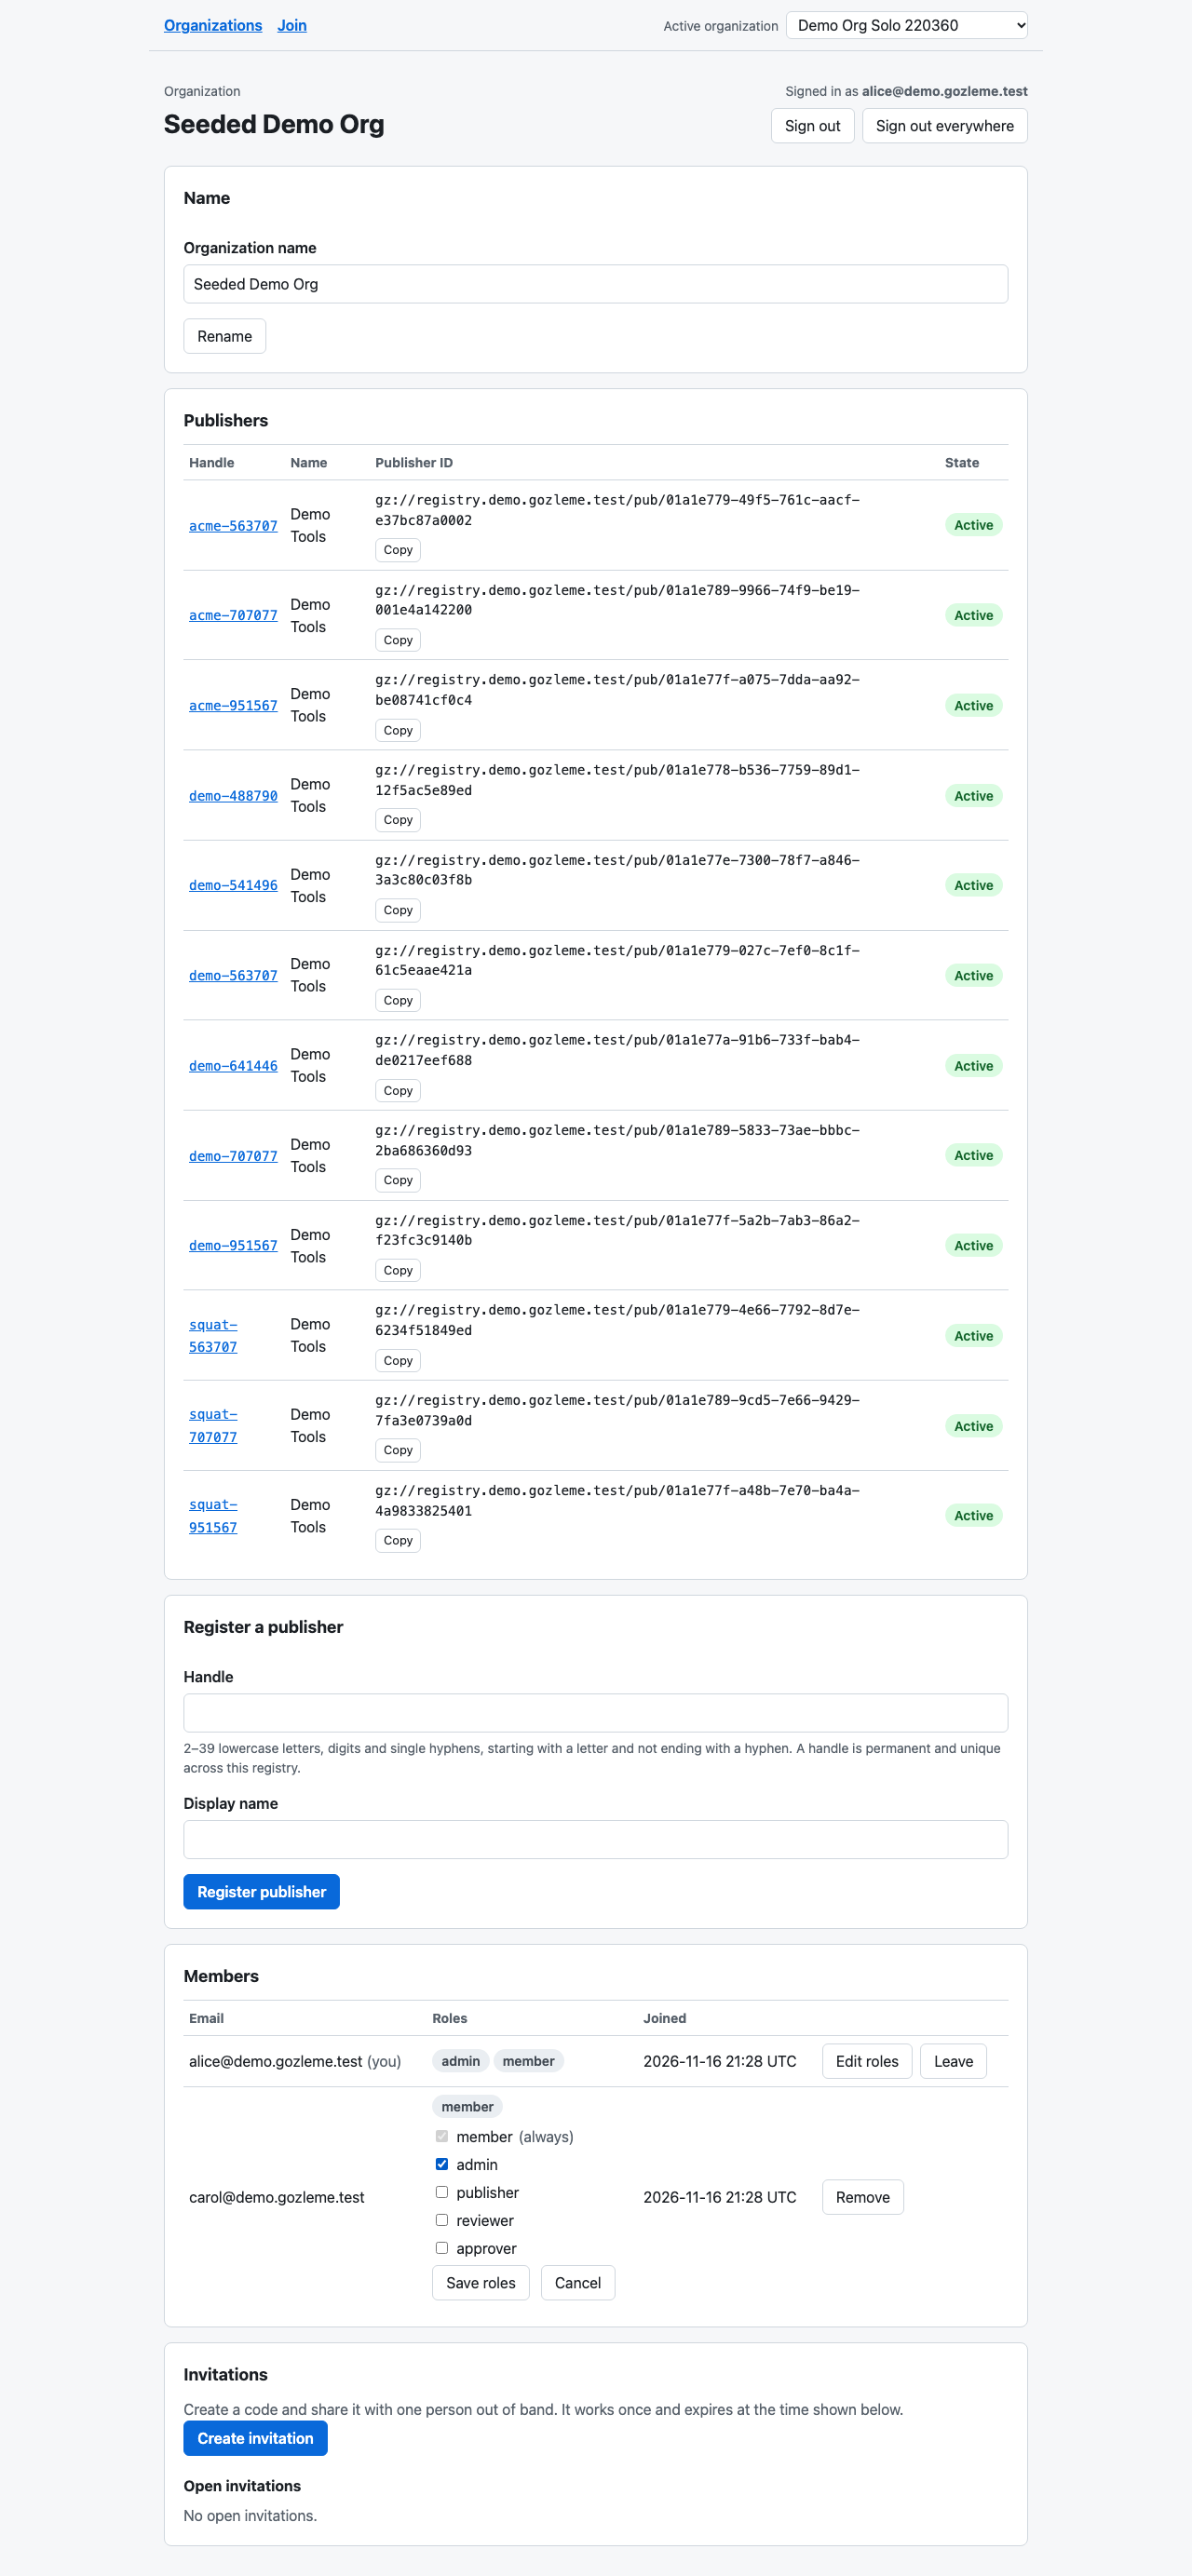 Organizations Join Active organization Demo Org Solo 220360
Organization Signed in as alice@demo.gozleme.test
Seeded Demo Org Sign out Sign out everywhere
Name
Organization name
Seeded Demo Org
Rename
Publishers
Handle Name Publisher ID State
acme-563707 Demo Tools gz://registry.demo.gozleme.test/pub/01a1e779-49f5-761c-aacf-
e37bc87a0002 Active
Copy
acme-707077 Demo Tools gz://registry.demo.gozleme.test/pub/01a1e789-9966-74f9-be19-
001e4a142200 Active
Copy
acme-951567 Demo Tools gz://registry.demo.gozleme.test/pub/01a1e77f-a075-7dda-aa92-
be08741cf0c4 Active
Copy
demo-488790 Demo Tools gz://registry.demo.gozleme.test/pub/01a1e778-b536-7759-89d1-
12f5ac5e89ed Active
Copy
demo-541496 Demo Tools gz://registry.demo.gozleme.test/pub/01a1e77e-7300-78f7-a846-
3a3c80c03f8b Active
Copy
demo-563707 Demo Tools gz://registry.demo.gozleme.test/pub/01a1e779-027c-7ef0-8c1f-
61c5eaae421a Active
Copy
demo-641446 Demo Tools gz://registry.demo.gozleme.test/pub/01a1e77a-91b6-733f-bab4-
de0217eef688 Active
Copy
demo-707077 Demo Tools gz://registry.demo.gozleme.test/pub/01a1e789-5833-73ae-bbbc-
2ba686360d93 Active
Copy
demo-951567 Demo Tools gz://registry.demo.gozleme.test/pub/01a1e77f-5a2b-7ab3-86a2-
f23fc3c9140b Active
Copy
squat-563707 Demo Tools gz://registry.demo.gozleme.test/pub/01a1e779-4e66-7792-8d7e-
6234f51849ed Active
Copy
squat-707077 Demo Tools gz://registry.demo.gozleme.test/pub/01a1e789-9cd5-7e66-9429-
7fa3e0739a0d Active
Copy
squat-951567 Demo Tools gz://registry.demo.gozleme.test/pub/01a1e77f-a48b-7e70-ba4a-
4a9833825401 Active
Copy
Register a publisher
Handle
2–39 lowercase letters, digits and single hyphens, starting with a letter and not ending with a hyphen. A handle is permanent and unique
across this registry.
Display name
Register publisher
Members
Email Roles Joined
alice@demo.gozleme.test (you) admin member 2026-11-16 21:28 UTC Edit roles Leave
member
member (always)
admin
carol@demo.gozleme.test publisher 2026-11-16 21:28 UTC Remove
reviewer
approver
Save roles Cancel
Invitations
Create a code and share it with one person out of band. It works once and expires at the time shown below.
Create invitation
Open invitations
No open invitations.